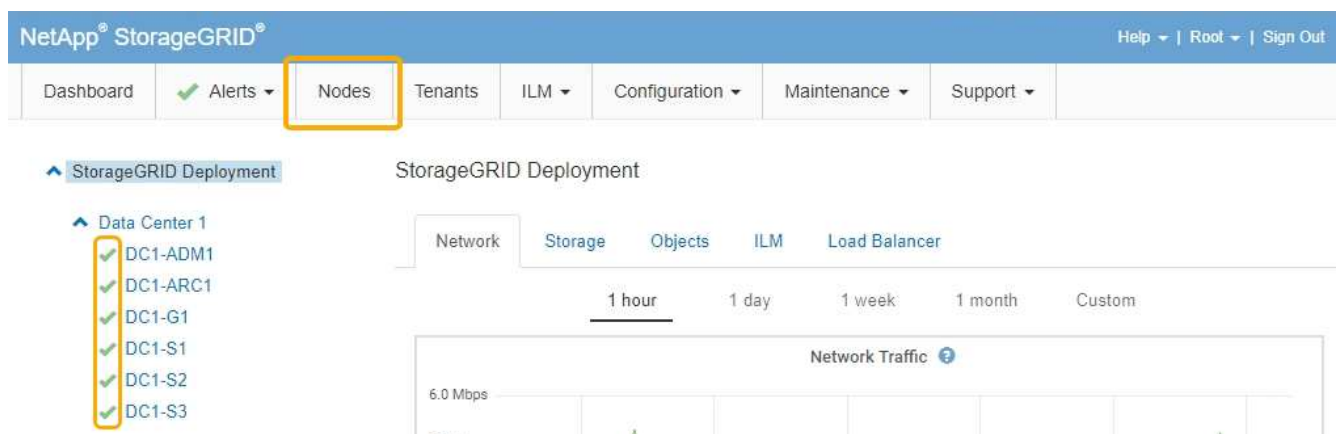 NetApp® StorageGRID®
Help | Root | Sign Out
Dashboard Alerts Nodes Tenants ILM Configuration Maintenance Support
StorageGRID Deployment
Data Center 1
DC1-ADM1
DC1-ARC1
DC1-G1
DC1-S1
DC1-S2
DC1-S3
StorageGRID Deployment
Network Storage Objects ILM Load Balancer
1 hour 1 day 1 week 1 month Custom
Network Traffic
6.0 Mbps